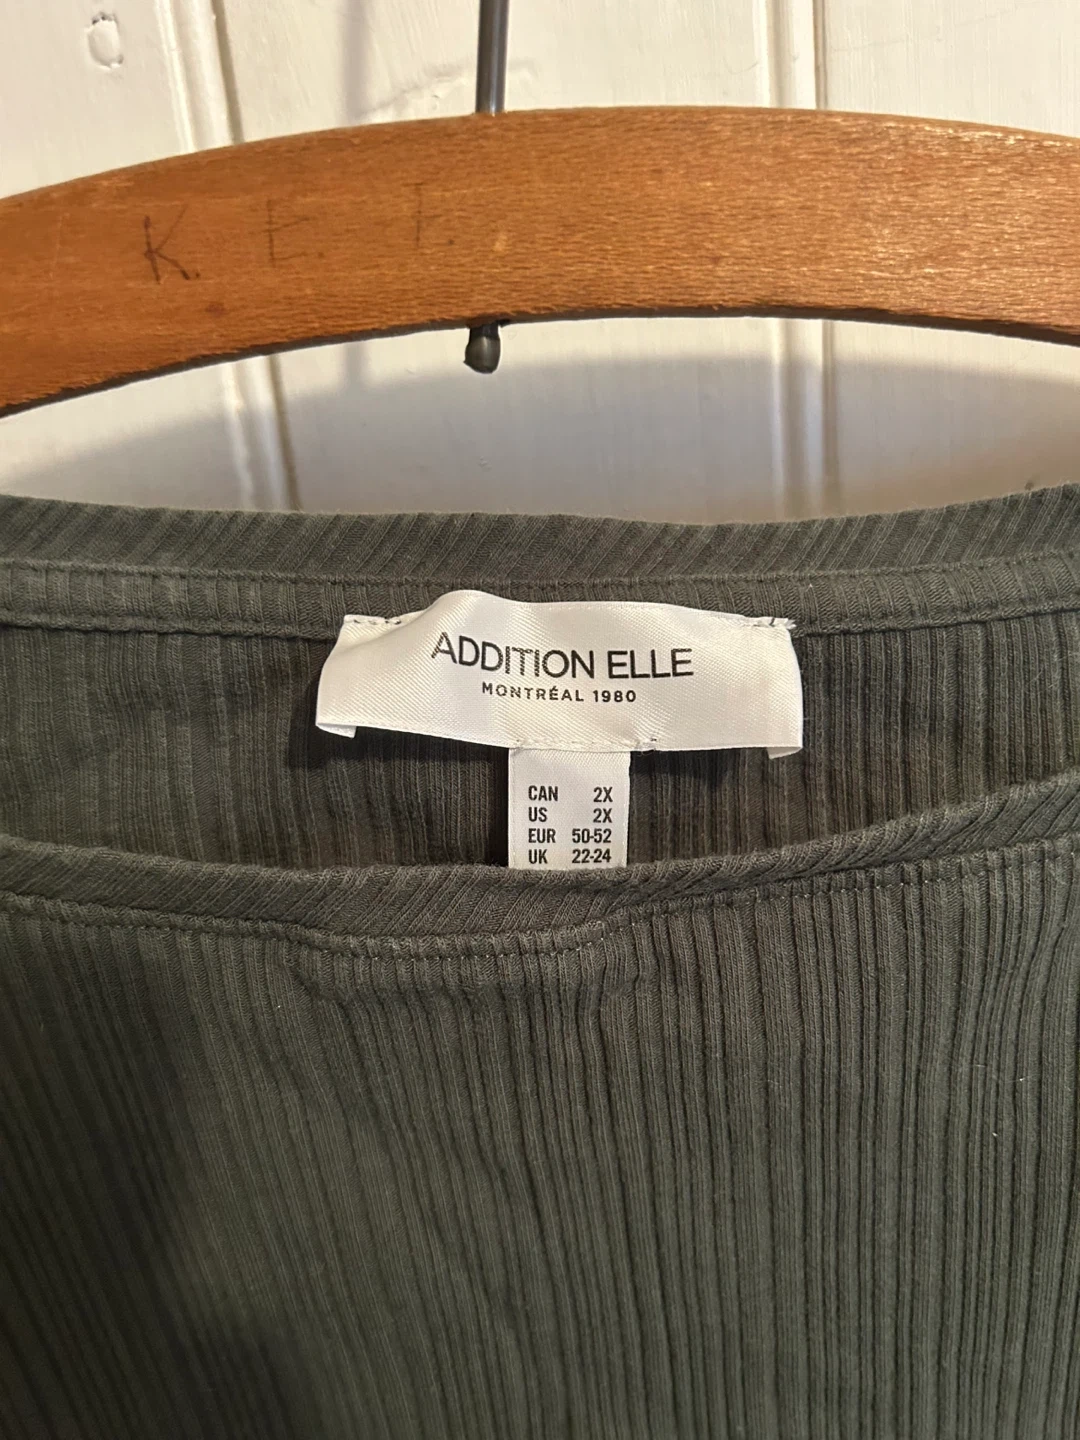 K. E. T.
ADDITION ELLE
MONTRÉAL 1980
CAN 2X
US 2X
EUR 50-52
UK 22-24